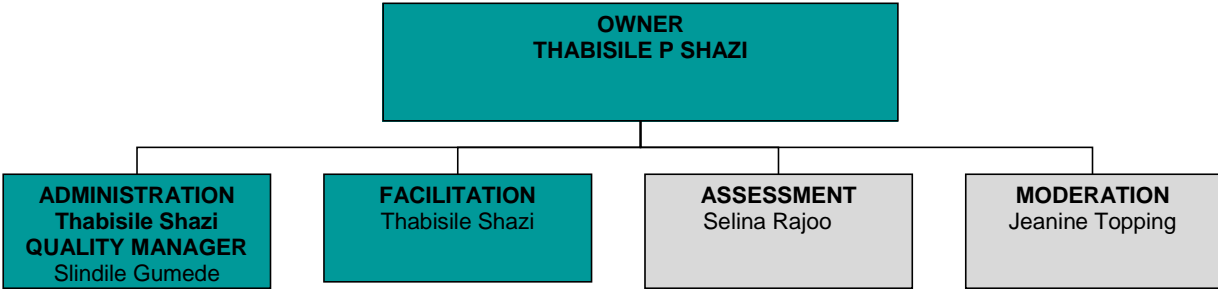 OWNER
THABISILE P SHAZI
ADMINISTRATION
Thabisile Shazi
QUALITY MANAGER
Slindile Gumede
FACILITATION
Thabisile Shazi
ASSESSMENT
Selina Rajoo
MODERATION
Jeanine Topping